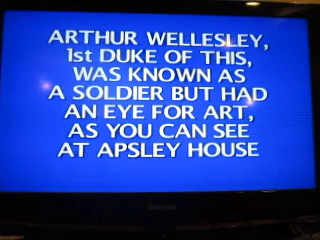 ARTHUR WELLESLEY,
1st DUKE OF THIS,
WAS KNOWN AS
A SOLDIER BUT HAD
AN EYE FOR ART,
AS YOU CAN SEE
AT APSLEY HOUSE